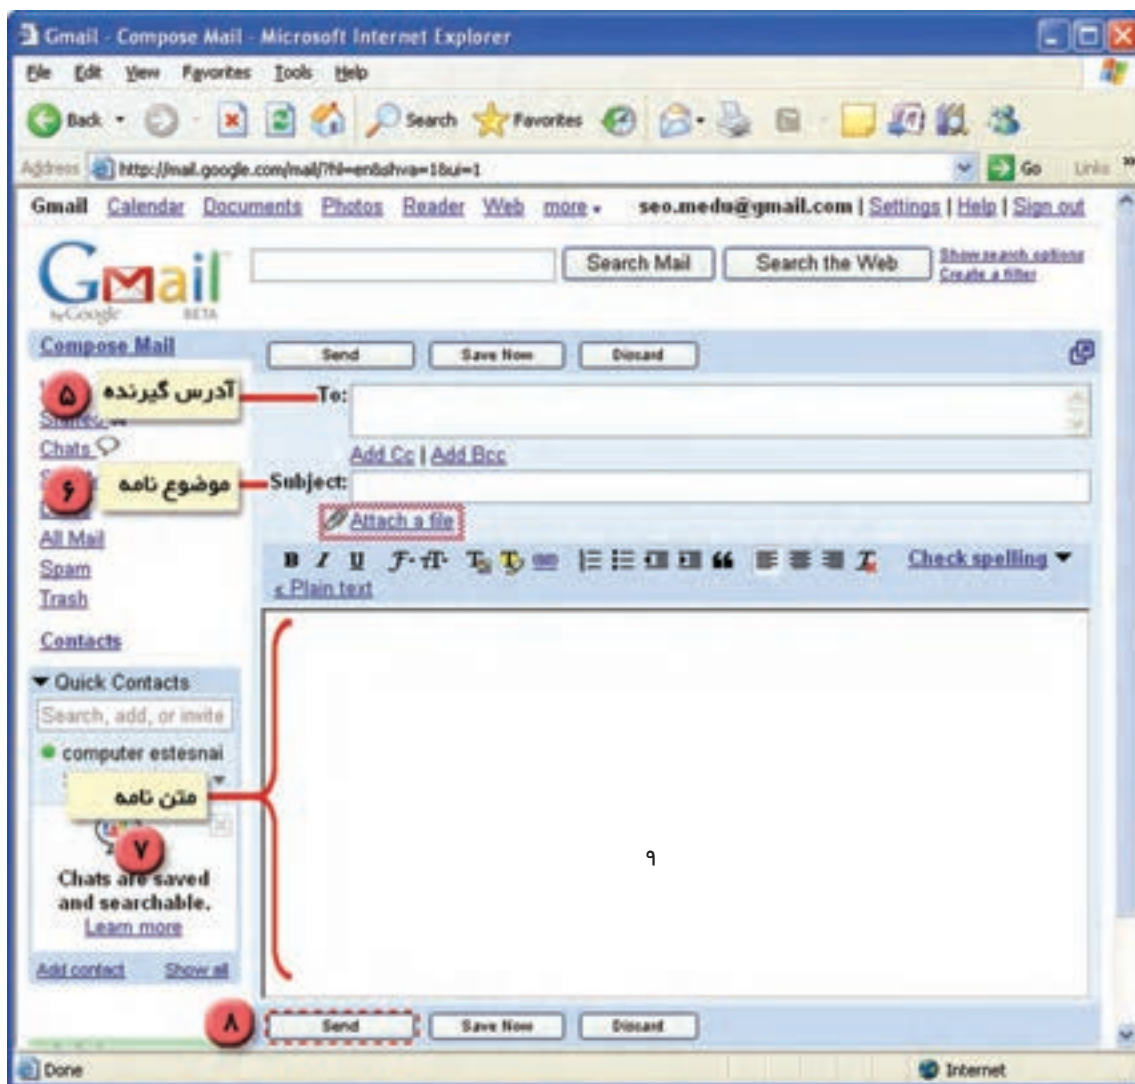 Gmail - Compose Mail - Microsoft Internet Explorer
File Edit View Favorites Tools Help
Back Search Favorites
Address http://mail.google.com/mail/?hl=en&shva=1&ui=1 Go Links »
Gmail Calendar Documents Photos Reader Web more seo.medu@gmail.com | Settings | Help | Sign out
Gmail
by Google BETA
Search Mail Search the Web Show search options
Create a filter
Compose Mail Send Save Now Discard
۵ آدرس گیرنده To:
Chats Add Cc | Add Bcc
۶ موضوع نامه Subject:
Attach a file
All Mail
B I U Check spelling
Spam « Plain text
Trash
Contacts
Quick Contacts
Search, add, or invite
computer estesnai
متن نامه
۷
۹
Chats are saved
and searchable.
Learn more
Add contact Show all
۸ Send Save Now Discard
Done Internet